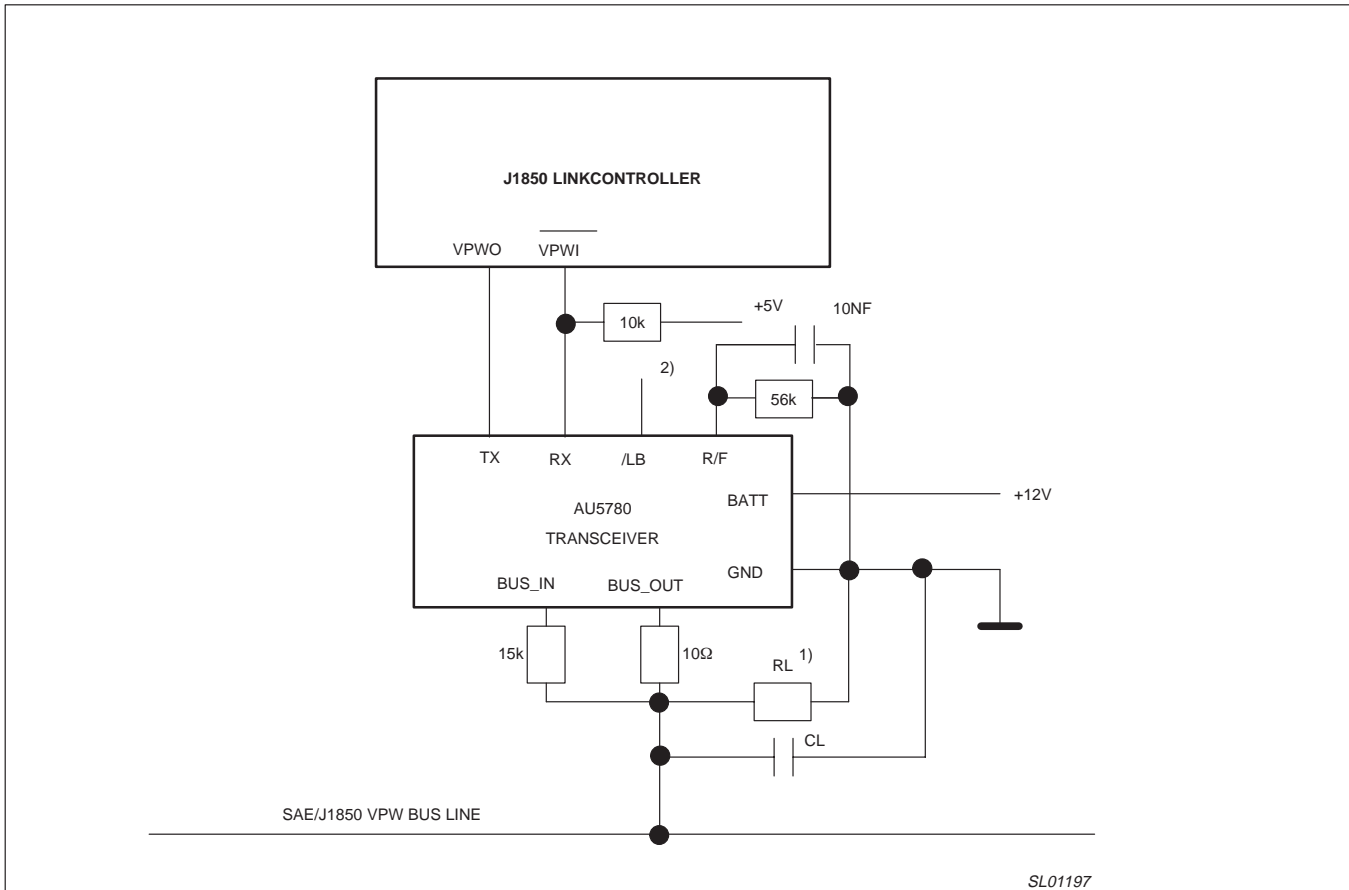 J1850 LINKCONTROLLER
VPWO
VPWI
+5V
10NF
10k
2)
56k
TX
RX
/LB
R/F
BATT
+12V
AU5780
TRANSCEIVER
GND
BUS_IN
BUS_OUT
15k
10Ω
RL 1)
CL
SAE/J1850 VPW BUS LINE
SL01197